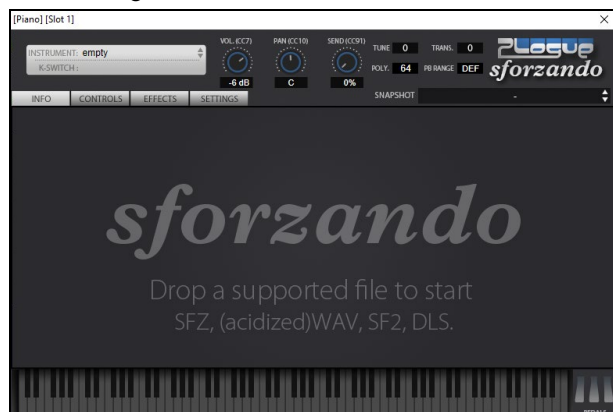 [Piano] [Slot 1]
INSTRUMENT: empty
K-SWITCH :
VOL. (CC7)
-6 dB
PAN (CC10)
C
SEND (CC91)
0%
TUNE 0 TRANS. 0
POLY. 64 PB RANGE DEF
Plogue
sforzando
INFO CONTROLS EFFECTS SETTINGS
SNAPSHOT -
sforzando
Drop a supported file to start
SFZ, (acidized)WAV, SF2, DLS.